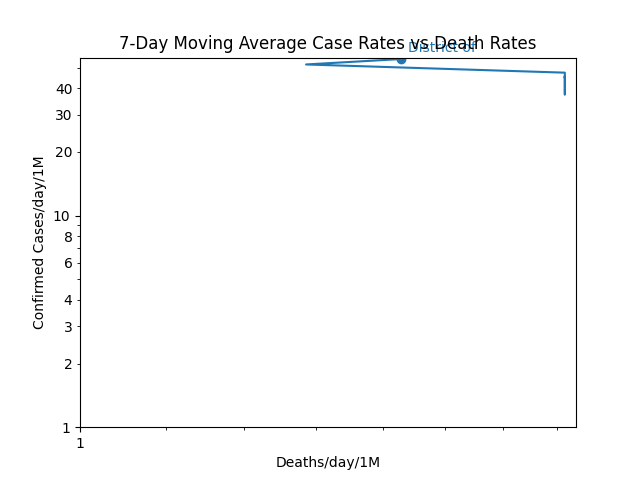 7-Day Moving Average Case Rates vs Death Rates
District of
40
30
20
10
8
6
4
3
2
1
1
Confirmed Cases/day/1M
Deaths/day/1M